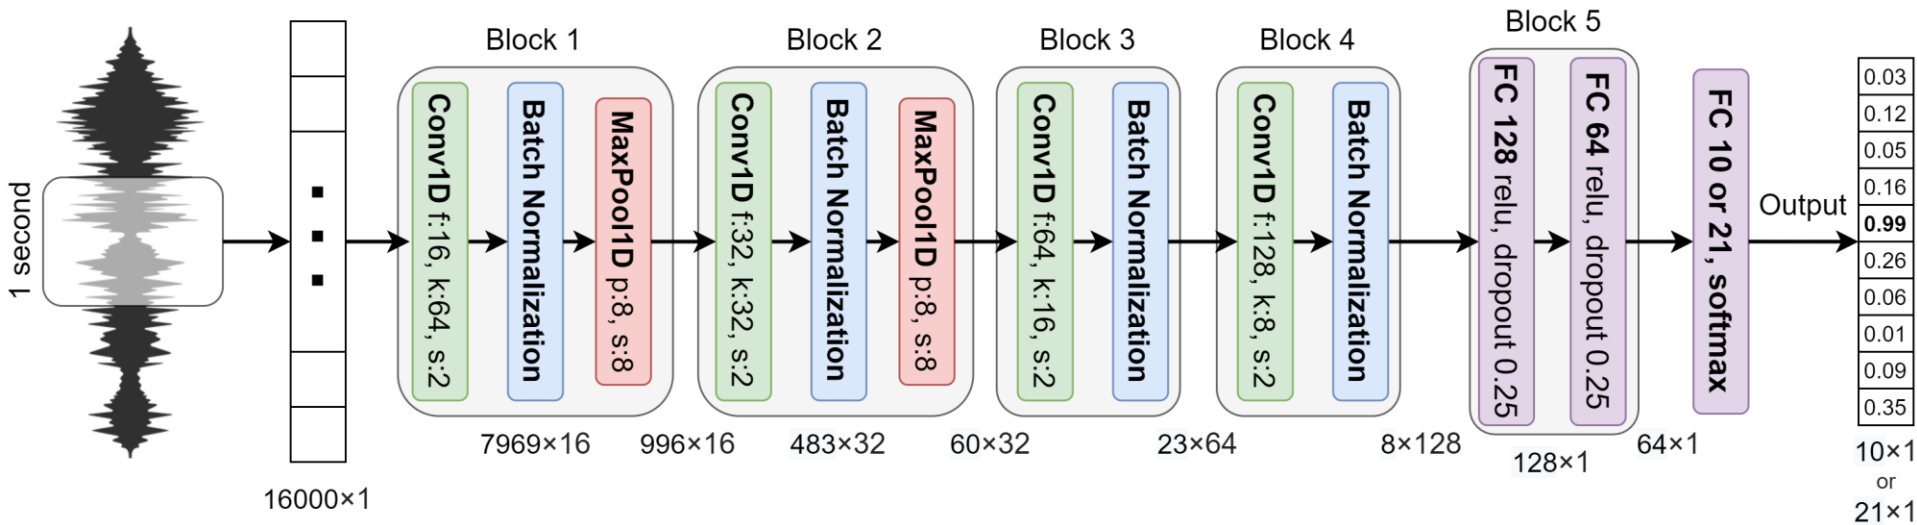 1 second
16000×1
Block 1
Conv1D f:16, k:64, s:2
Batch Normalization
MaxPool1D p:8, s:8
7969×16
996×16
Block 2
Conv1D f:32, k:32, s:2
Batch Normalization
MaxPool1D p:8, s:8
483×32
60×32
Block 3
Conv1D f:64, k:16, s:2
Batch Normalization
23×64
Block 4
Conv1D f:128, k:8, s:2
Batch Normalization
8×128
Block 5
FC 128 relu, dropout 0.25
FC 64 relu, dropout 0.25
128×1
64×1
FC 10 or 21, softmax
Output
0.03
0.12
0.05
0.16
0.99
0.26
0.06
0.01
0.09
0.35
10×1
or
21×1